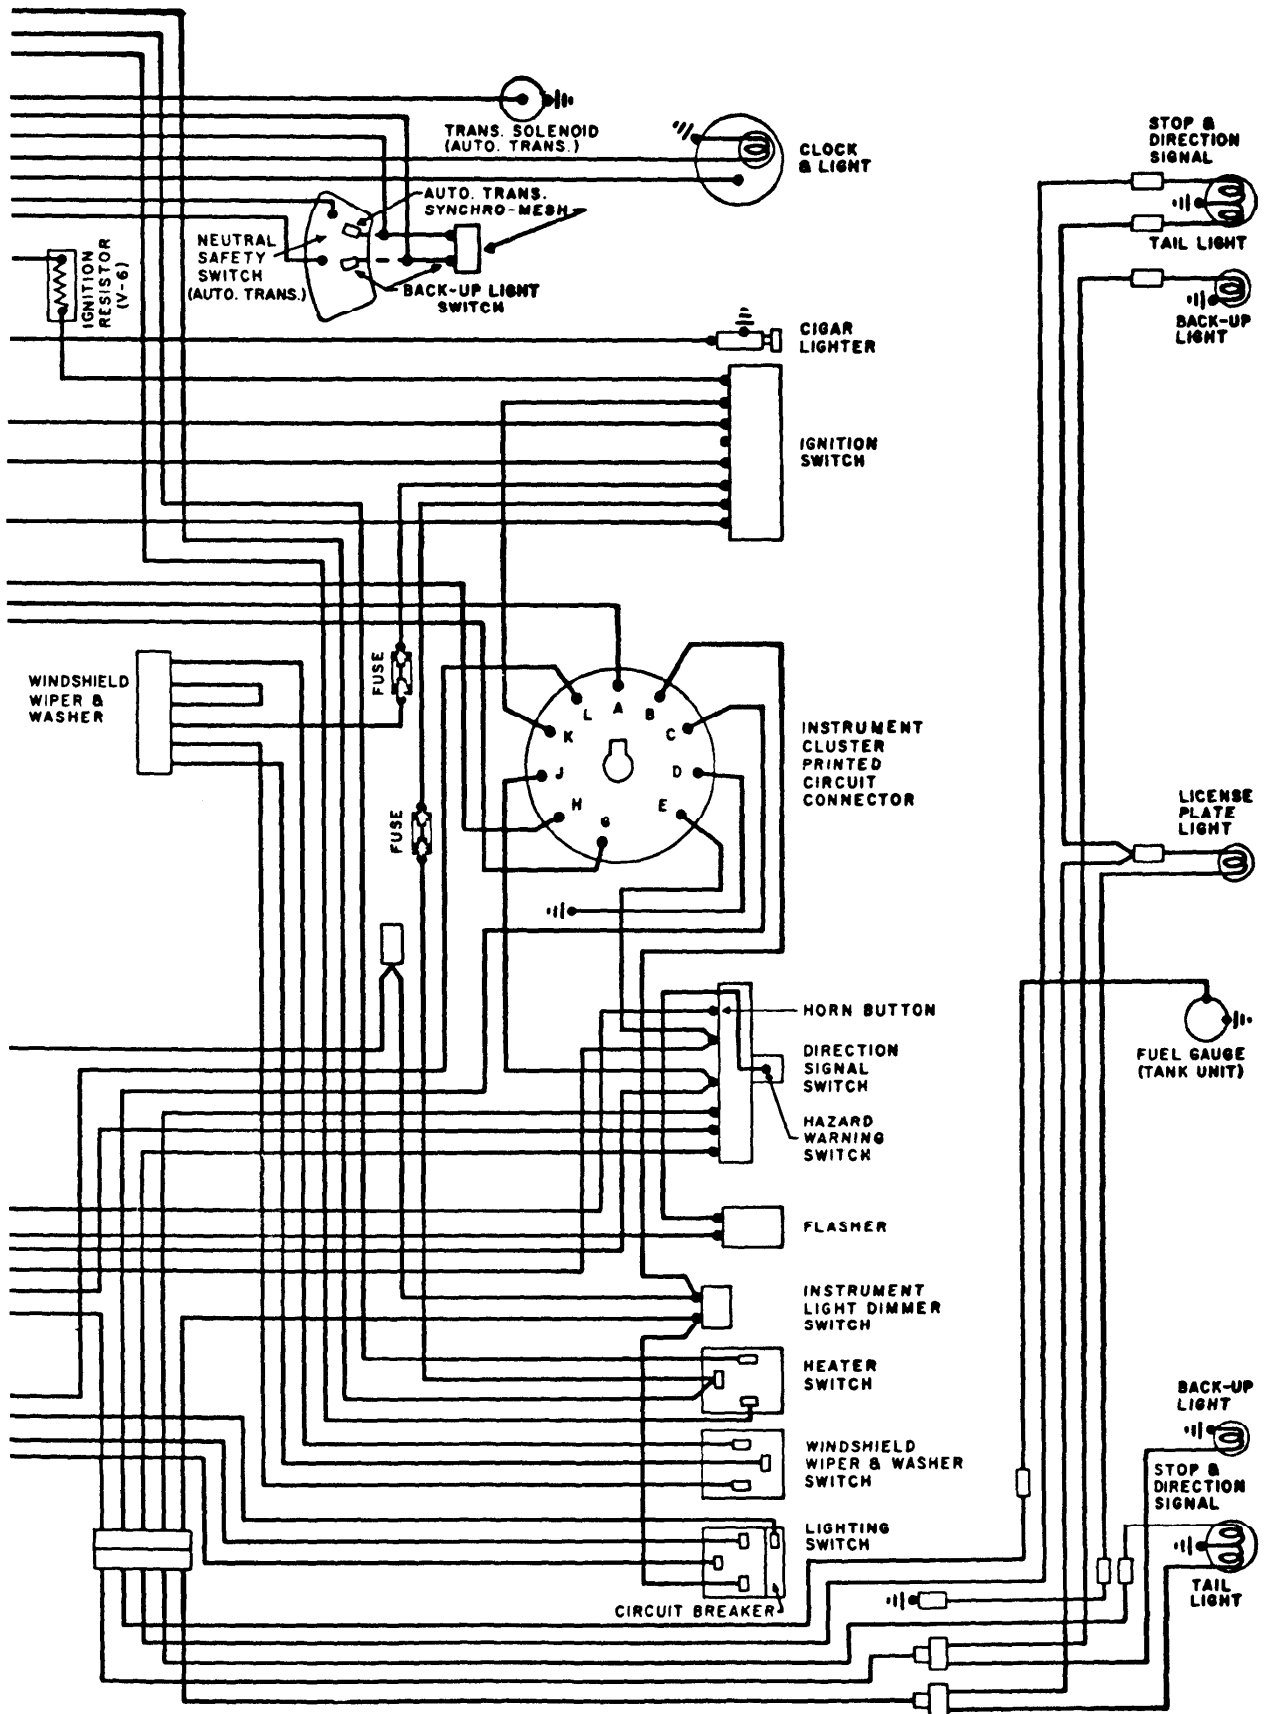 TRANS. SOLENOID
(AUTO. TRANS.)
CLOCK
& LIGHT
STOP &
DIRECTION
SIGNAL
TAIL LIGHT
AUTO. TRANS.
SYNCHRO-MESH
NEUTRAL
SAFETY
SWITCH
(AUTO. TRANS.)
BACK-UP LIGHT
SWITCH
IGNITION
RESISTOR
(V-6)
BACK-UP
LIGHT
CIGAR
LIGHTER
IGNITION
SWITCH
WINDSHIELD
WIPER &
WASHER
FUSE
FUSE
L
A
B
K
C
J
D
H
E
G
INSTRUMENT
CLUSTER
PRINTED
CIRCUIT
CONNECTOR
LICENSE
PLATE
LIGHT
HORN BUTTON
DIRECTION
SIGNAL
SWITCH
HAZARD
WARNING
SWITCH
FUEL GAUGE
(TANK UNIT)
FLASHER
INSTRUMENT
LIGHT DIMMER
SWITCH
HEATER
SWITCH
BACK-UP
LIGHT
WINDSHIELD
WIPER & WASHER
SWITCH
STOP &
DIRECTION
SIGNAL
LIGHTING
SWITCH
CIRCUIT BREAKER
TAIL
LIGHT